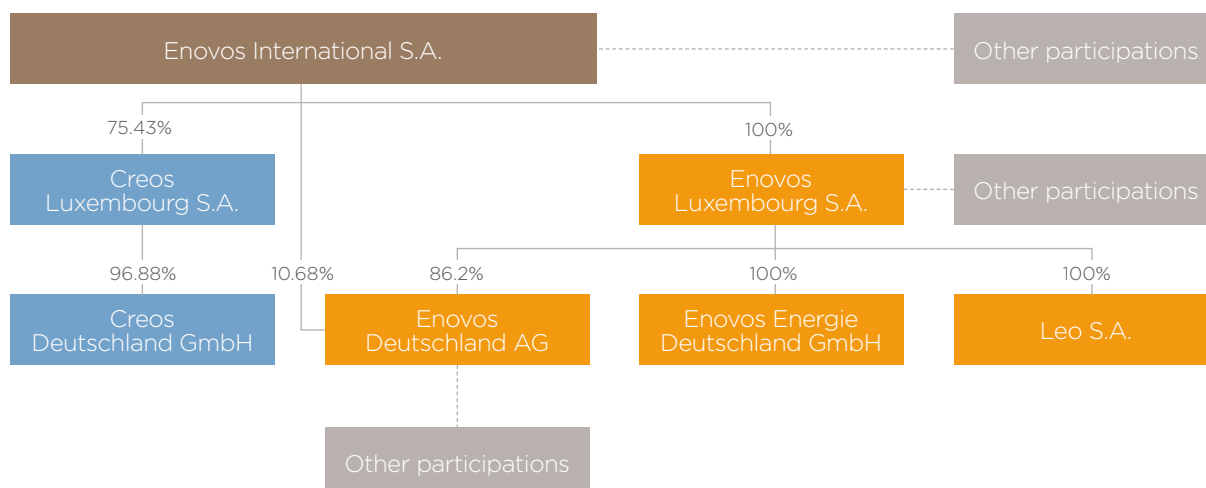 Enovos International S.A.
Other participations
75.43%
100%
Creos
Luxembourg S.A.
Enovos
Luxembourg S.A.
Other participations
96.88%
10.68%
86.2%
100%
100%
Creos
Deutschland GmbH
Enovos
Deutschland AG
Enovos Energie
Deutschland GmbH
Leo S.A.
Other participations